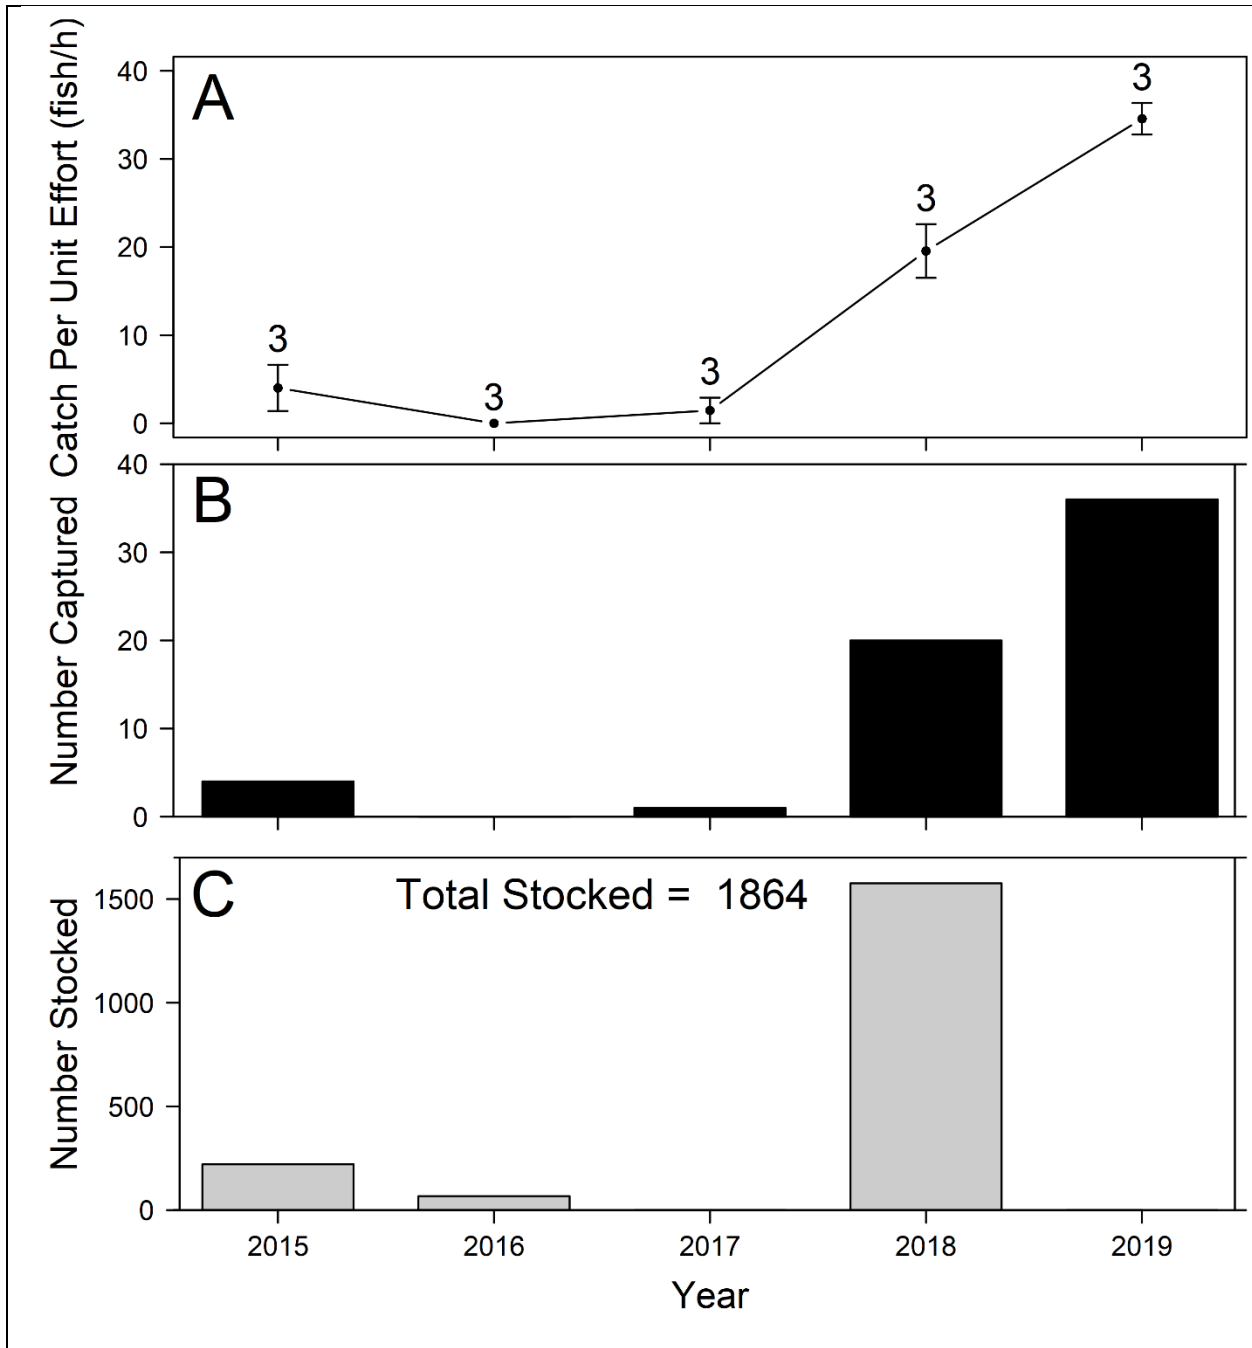 Catch Per Unit Effort (fish/h)
A
40
30
20
10
0
3
3
3
3
3
Number Captured
B
40
30
20
10
0
Number Stocked
C
Total Stocked = 1864
1500
1000
500
0
2015 2016 2017 2018 2019
Year